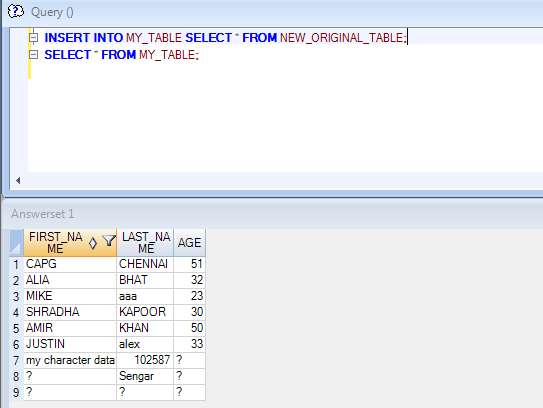 Query ()
INSERT INTO MY_TABLE SELECT * FROM NEW_ORIGINAL_TABLE;
SELECT * FROM MY_TABLE;
Answerset 1
FIRST_NA
ME LAST_NA
ME AGE
1 CAPG CHENNAI 51
2 ALIA BHAT 32
3 MIKE aaa 23
4 SHRADHA KAPOOR 30
5 AMIR KHAN 50
6 JUSTIN alex 33
7 my character data 102587 ?
8 ? Sengar ?
9 ? ? ?